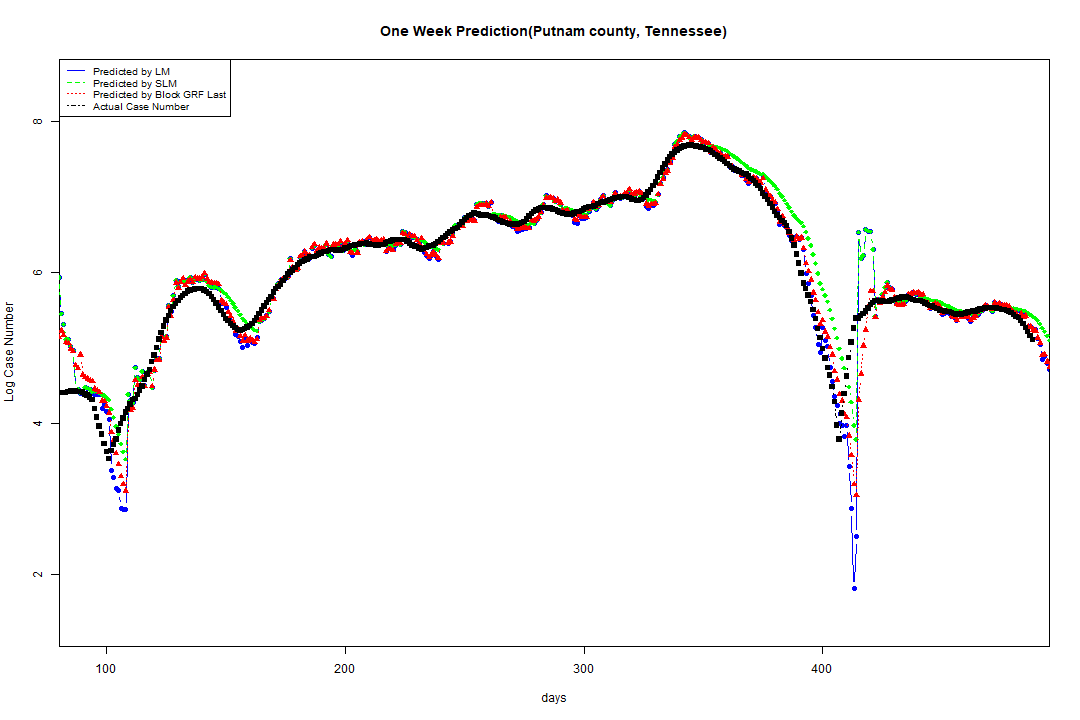 One Week Prediction(Putnam county, Tennessee)
Predicted by LM
Predicted by SLM
Predicted by Block GRF Last
Actual Case Number
8
6
4
2
Log Case Number
100 200 300 400
days